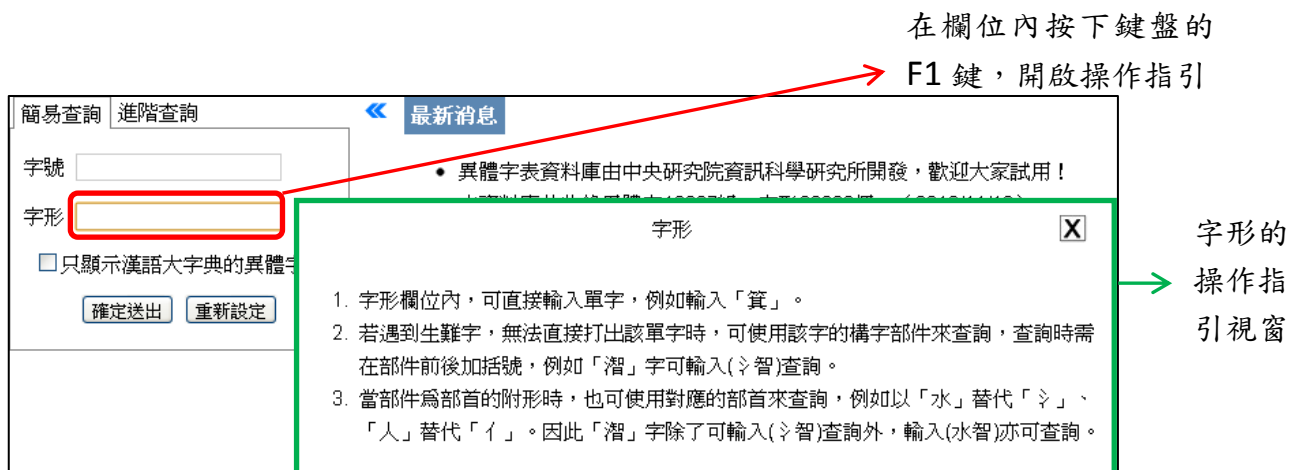 在欄位內按下鍵盤的
F1 鍵，開啟操作指引
簡易查詢 進階查詢
« 最新消息
字號
• 異體字表資料庫由中央研究院資訊科學研究所開發，歡迎大家試用！
字形
□只顯示漢語大字典的異體字
確定送出 重新設定
字形 X
1. 字形欄位內，可直接輸入單字，例如輸入「箕」。
2. 若遇到生難字，無法直接打出該單字時，可使用該字的構字部件來查詢，查詢時需
在部件前後加括號，例如「潪」字可輸入(氵智)查詢。
3. 當部件為部首的附形時，也可使用對應的部首來查詢，例如以「水」替代「氵」、
「人」替代「亻」。因此「潪」字除了可輸入(氵智)查詢外，輸入(水智)亦可查詢。
字形的
操作指
引視窗